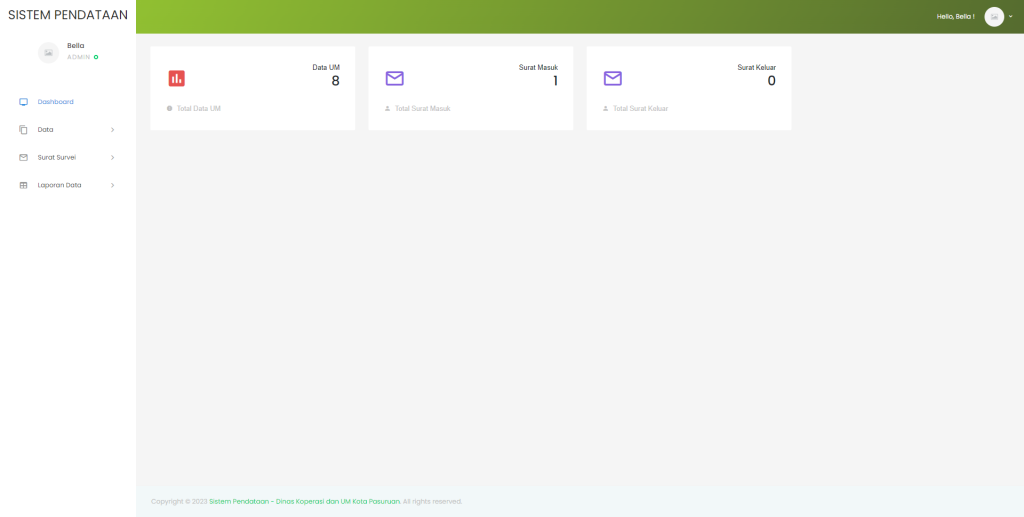 SISTEM PENDATAAN
Hello, Bella !
Bella
ADMIN
Dashboard
Data
Surat Survei
Laporan Data
Data UM
8
Total Data UM
Surat Masuk
1
Total Surat Masuk
Surat Keluar
0
Total Surat Keluar
Copyright © 2023 Sistem Pendataan - Dinas Koperasi dan UM Kota Pasuruan. All rights reserved.